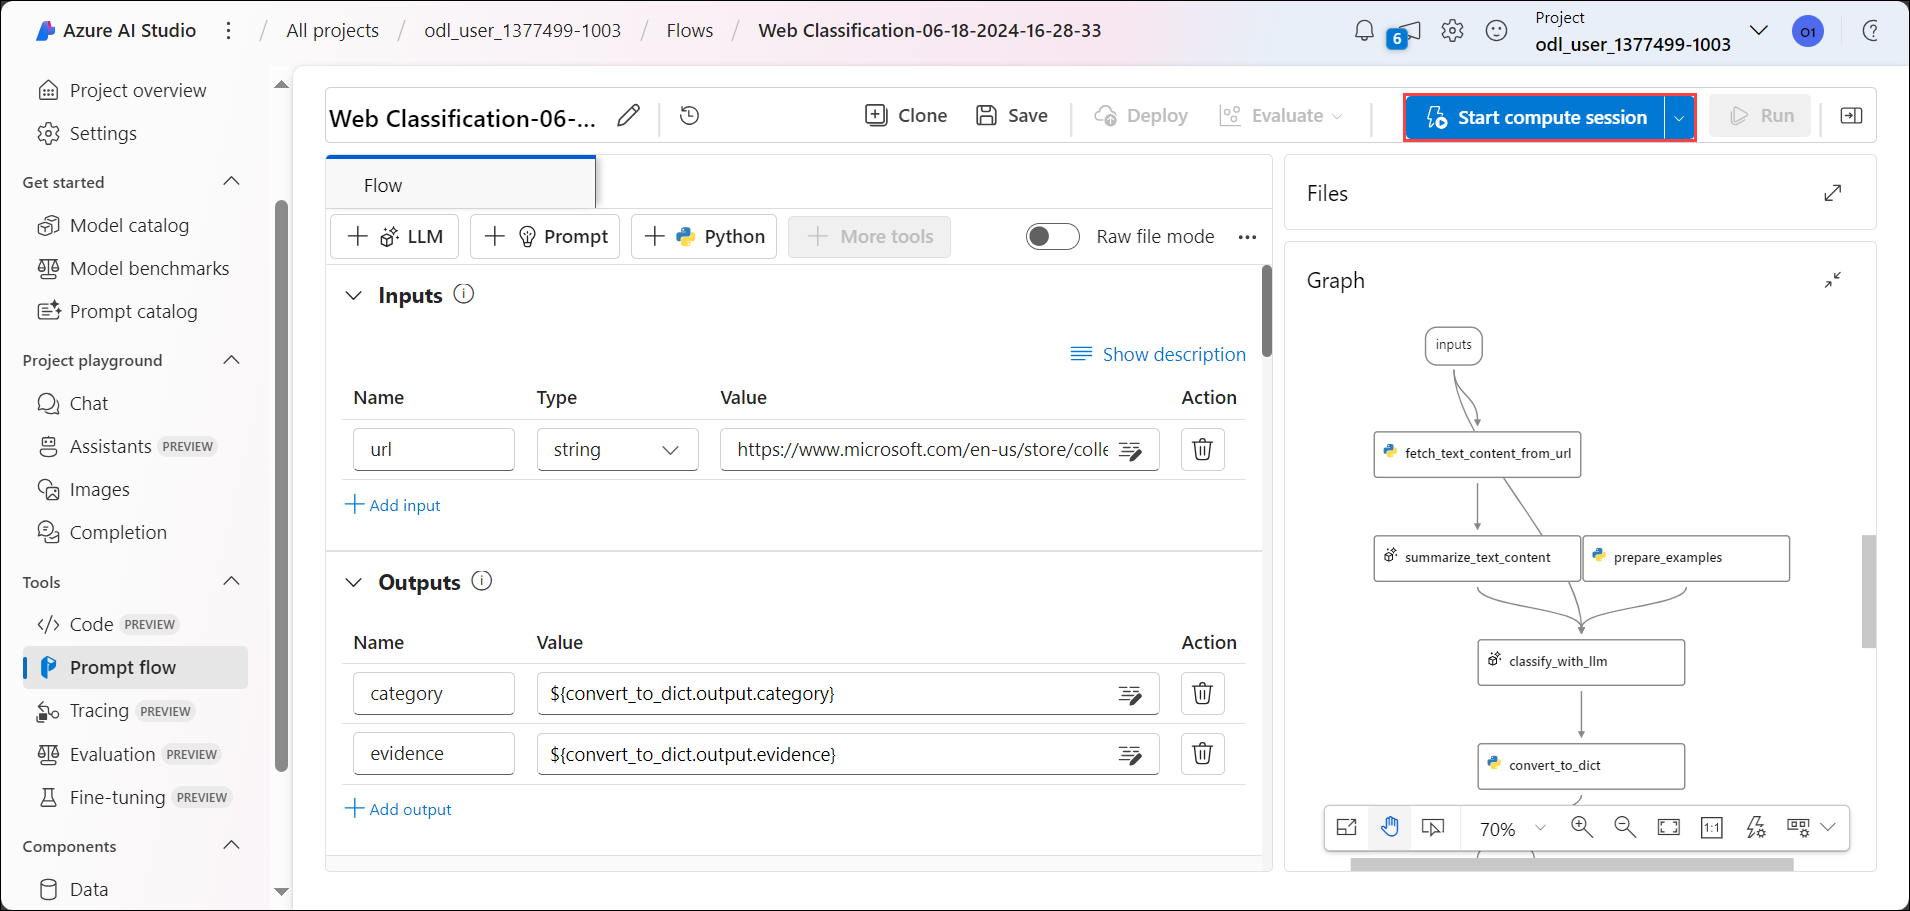 Azure AI Studio / All projects / odl_user_1377499-1003 / Flows / Web Classification-06-18-2024-16-28-33
6
Project
odl_user_1377499-1003
O1
Project overview
Settings
Get started
Model catalog
Model benchmarks
Prompt catalog
Project playground
Chat
Assistants PREVIEW
Images
Completion
Tools
Code PREVIEW
Prompt flow
Tracing PREVIEW
Evaluation PREVIEW
Fine-tuning PREVIEW
Components
Data
Web Classification-06-...
Clone
Save
Deploy
Evaluate
Start compute session
Run
Flow
LLM
Prompt
Python
More tools
Raw file mode
Inputs
Show description
Name Type Value Action
url string https://www.microsoft.com/en-us/store/colle
Add input
Outputs
Name Value Action
category ${convert_to_dict.output.category}
evidence ${convert_to_dict.output.evidence}
Add output
Files
Graph
inputs
fetch_text_content_from_url
summarize_text_content
prepare_examples
classify_with_llm
convert_to_dict
70%
1:1